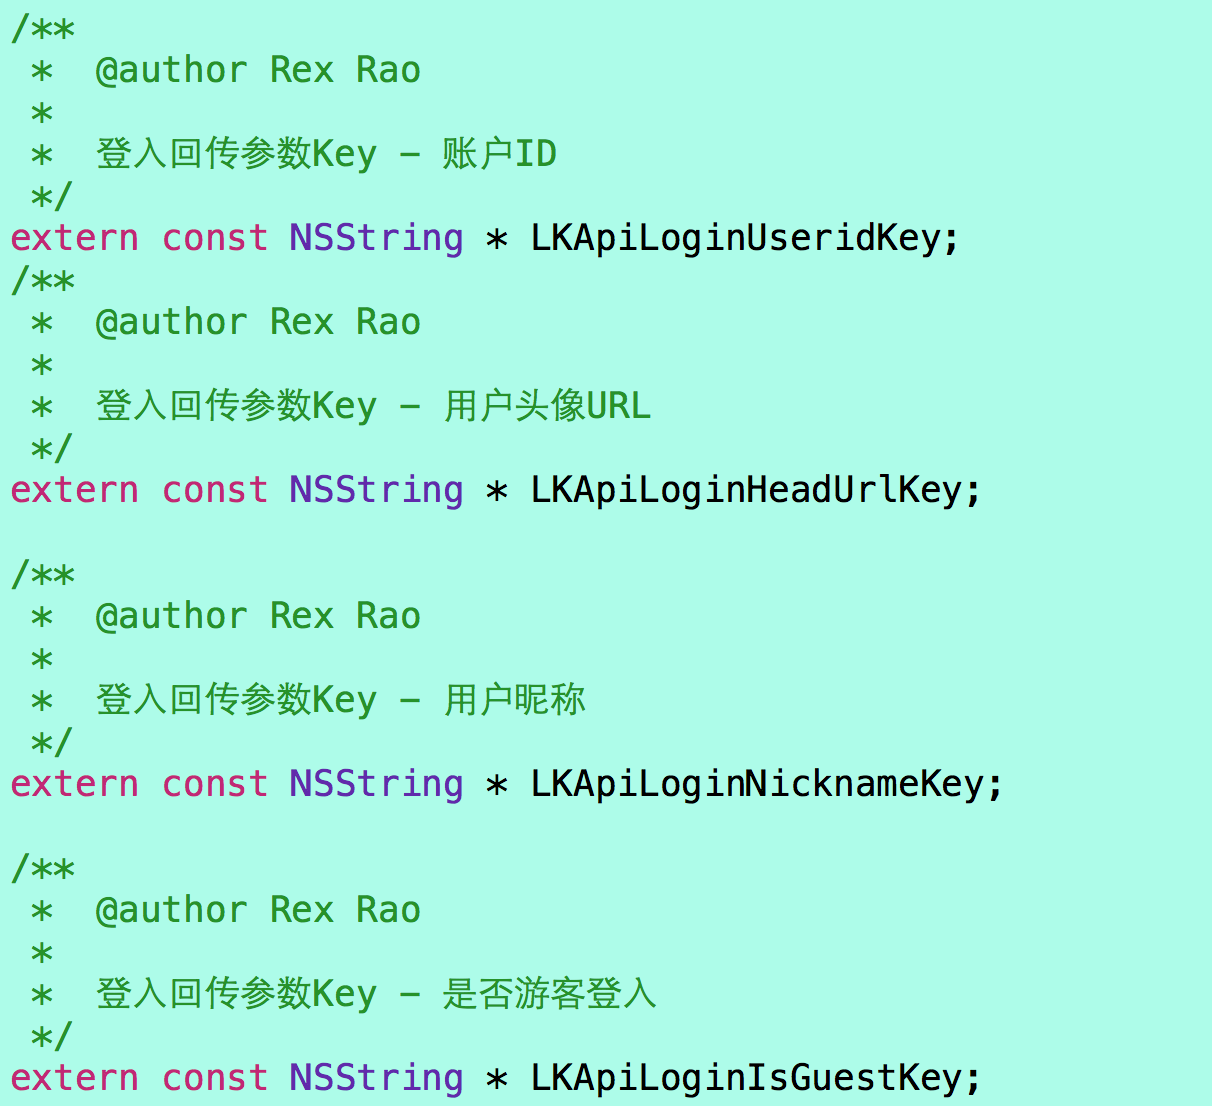 /**
 *  @author Rex Rao
 *
 *  登入回传参数Key - 账户ID
 */
extern const NSString * LKApiLoginUseridKey;
/**
 *  @author Rex Rao
 *
 *  登入回传参数Key - 用户头像URL
 */
extern const NSString * LKApiLoginHeadUrlKey;

/**
 *  @author Rex Rao
 *
 *  登入回传参数Key - 用户昵称
 */
extern const NSString * LKApiLoginNicknameKey;

/**
 *  @author Rex Rao
 *
 *  登入回传参数Key - 是否游客登入
 */
extern const NSString * LKApiLoginIsGuestKey;